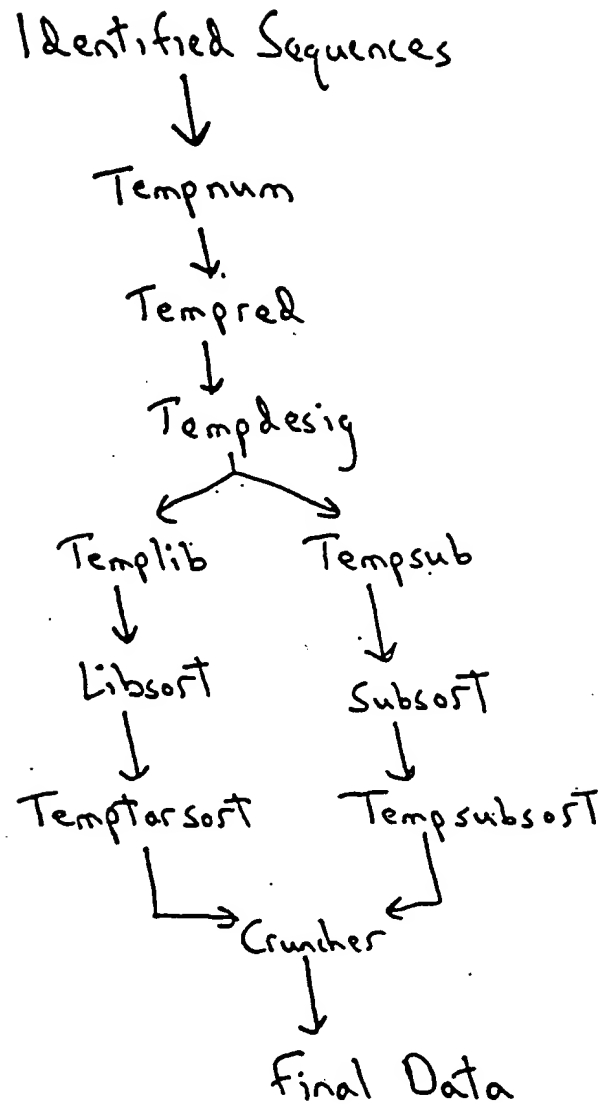 Identified Sequences
Tempnum
Tempred
Tempdesig
Templib Tempsub
Libsort Subsort
Temptarsort Tempsubsort
Cruncher
Final Data